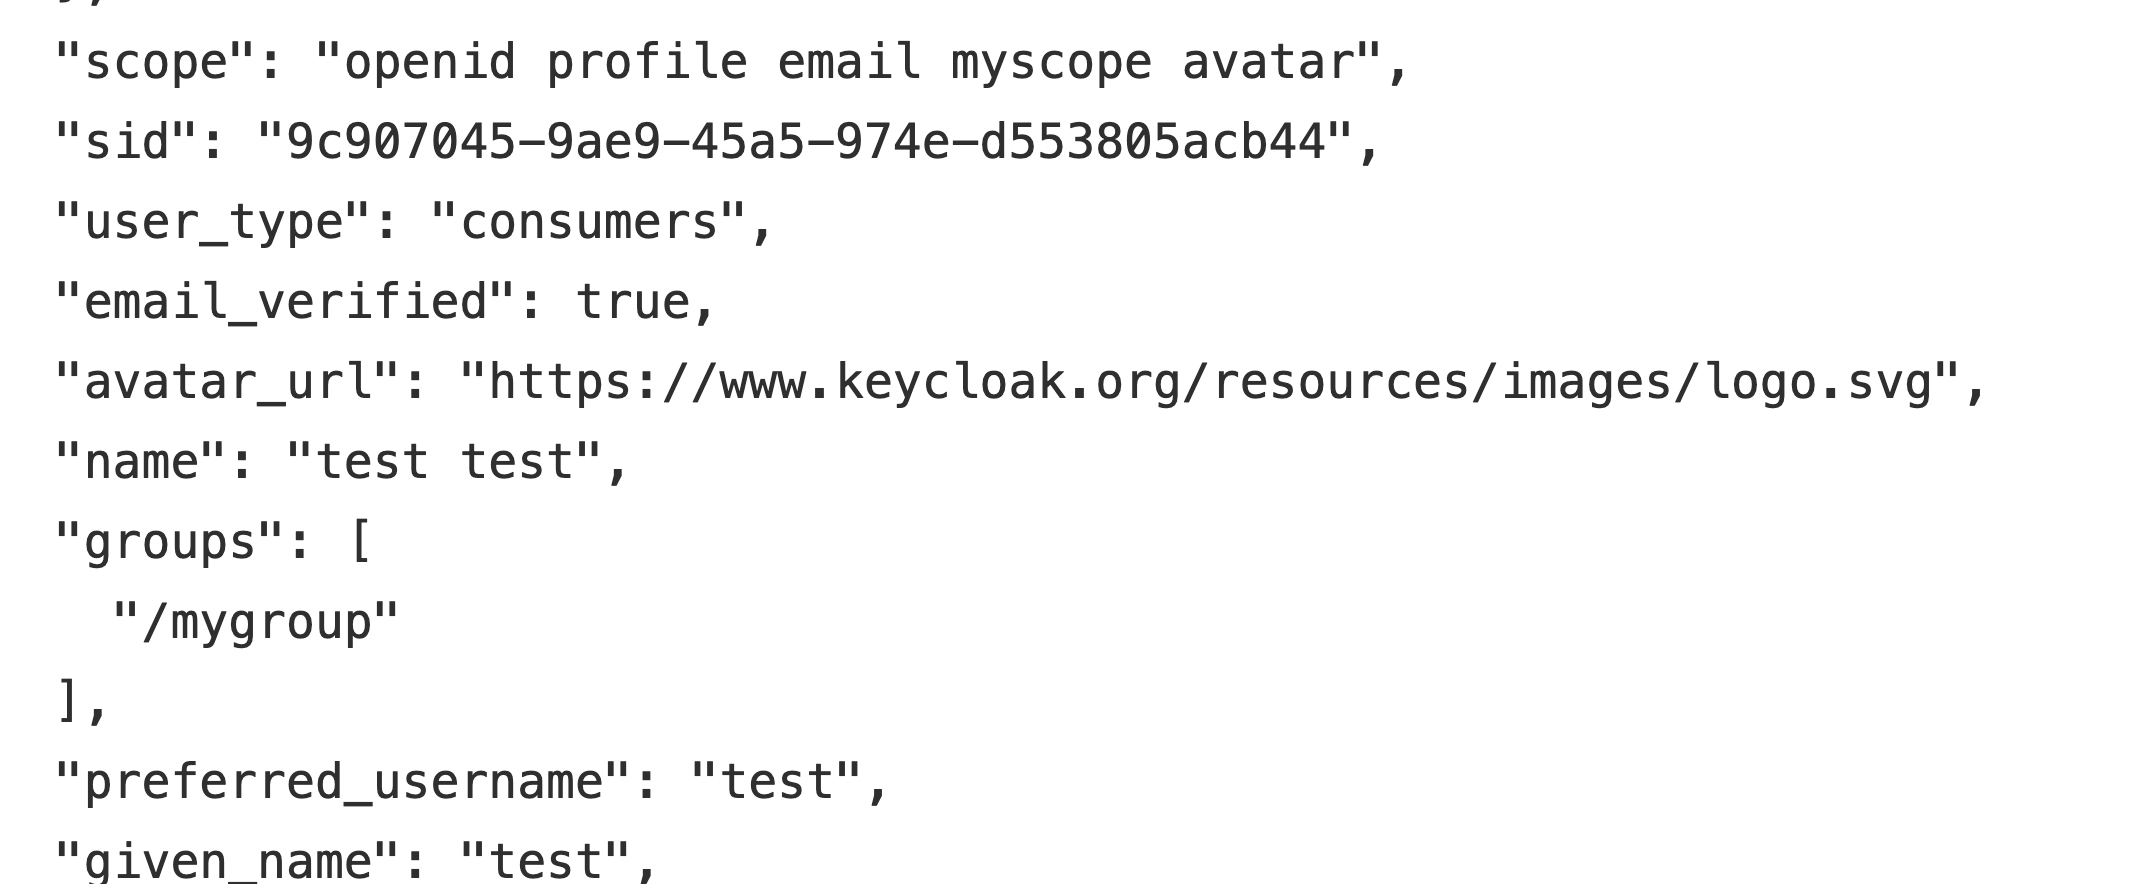 "scope": "openid profile email myscope avatar",
"sid": "9c907045-9ae9-45a5-974e-d553805acb44",
"user_type": "consumers",
"email_verified": true,
"avatar_url": "https://www.keycloak.org/resources/images/logo.svg",
"name": "test test",
"groups": [
  "/mygroup"
],
"preferred_username": "test",
"given_name": "test",